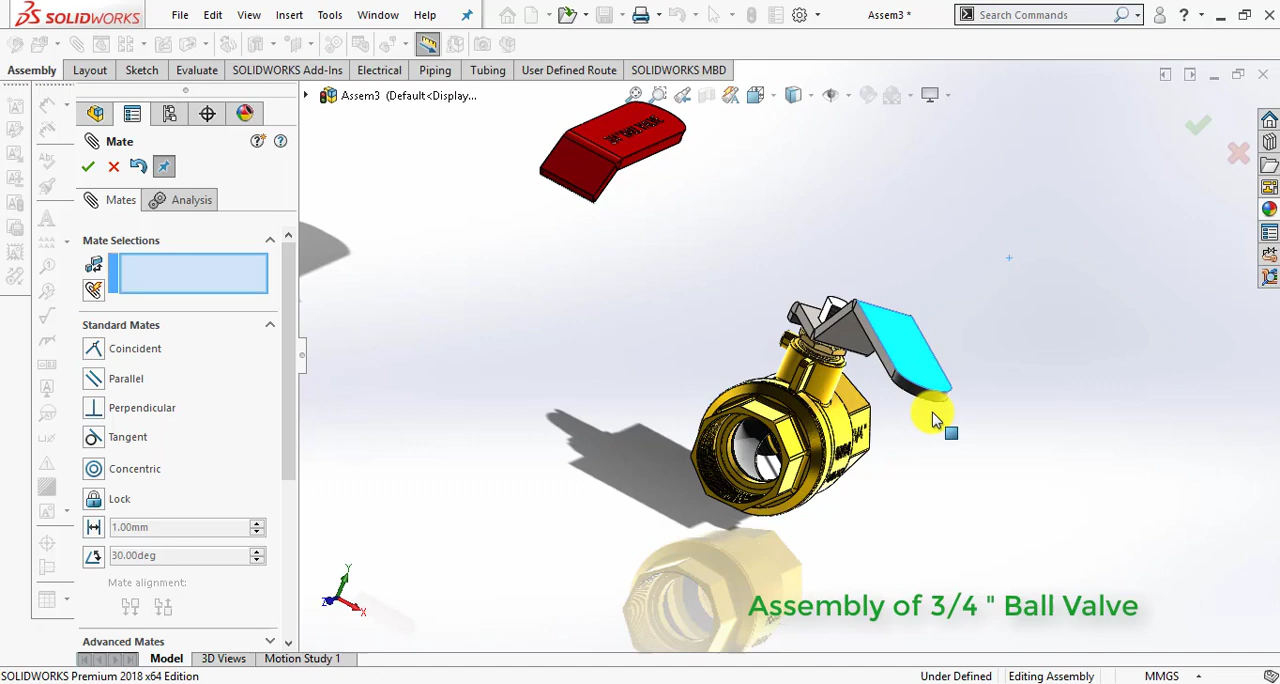 SOLIDWORKS
File Edit View Insert Tools Window Help
Assem3 *
Search Commands
?
Assembly Layout Sketch Evaluate SOLIDWORKS Add-Ins Electrical Piping Tubing User Defined Route SOLIDWORKS MBD
Assem3 (Default<Display...
Mate
Mates Analysis
Mate Selections
Standard Mates
Coincident
Parallel
Perpendicular
Tangent
Concentric
Lock
1.00mm
30.00deg
Mate alignment:
Advanced Mates
Y
Z X
Assembly of 3/4 " Ball Valve
Model 3D Views Motion Study 1
SOLIDWORKS Premium 2018 x64 Edition Under Defined Editing Assembly MMGS